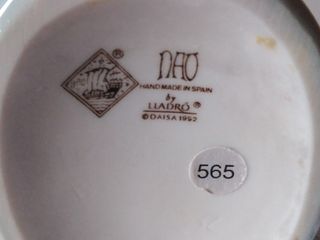 ®
NAO
HAND MADE IN SPAIN
by
LLADRÓ ®
© DAISA 1992
565